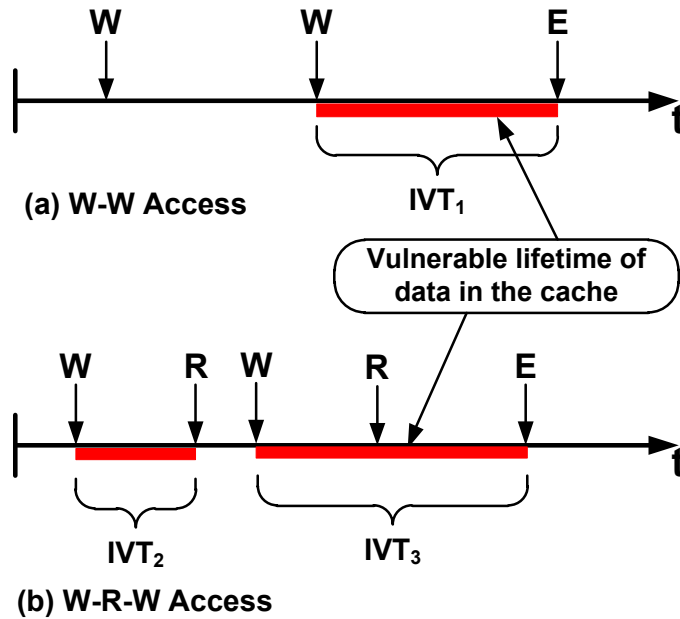 W W E
t
IVT₁
(a) W-W Access
Vulnerable lifetime of
data in the cache
W R W R E
t
IVT₂ IVT₃
(b) W-R-W Access